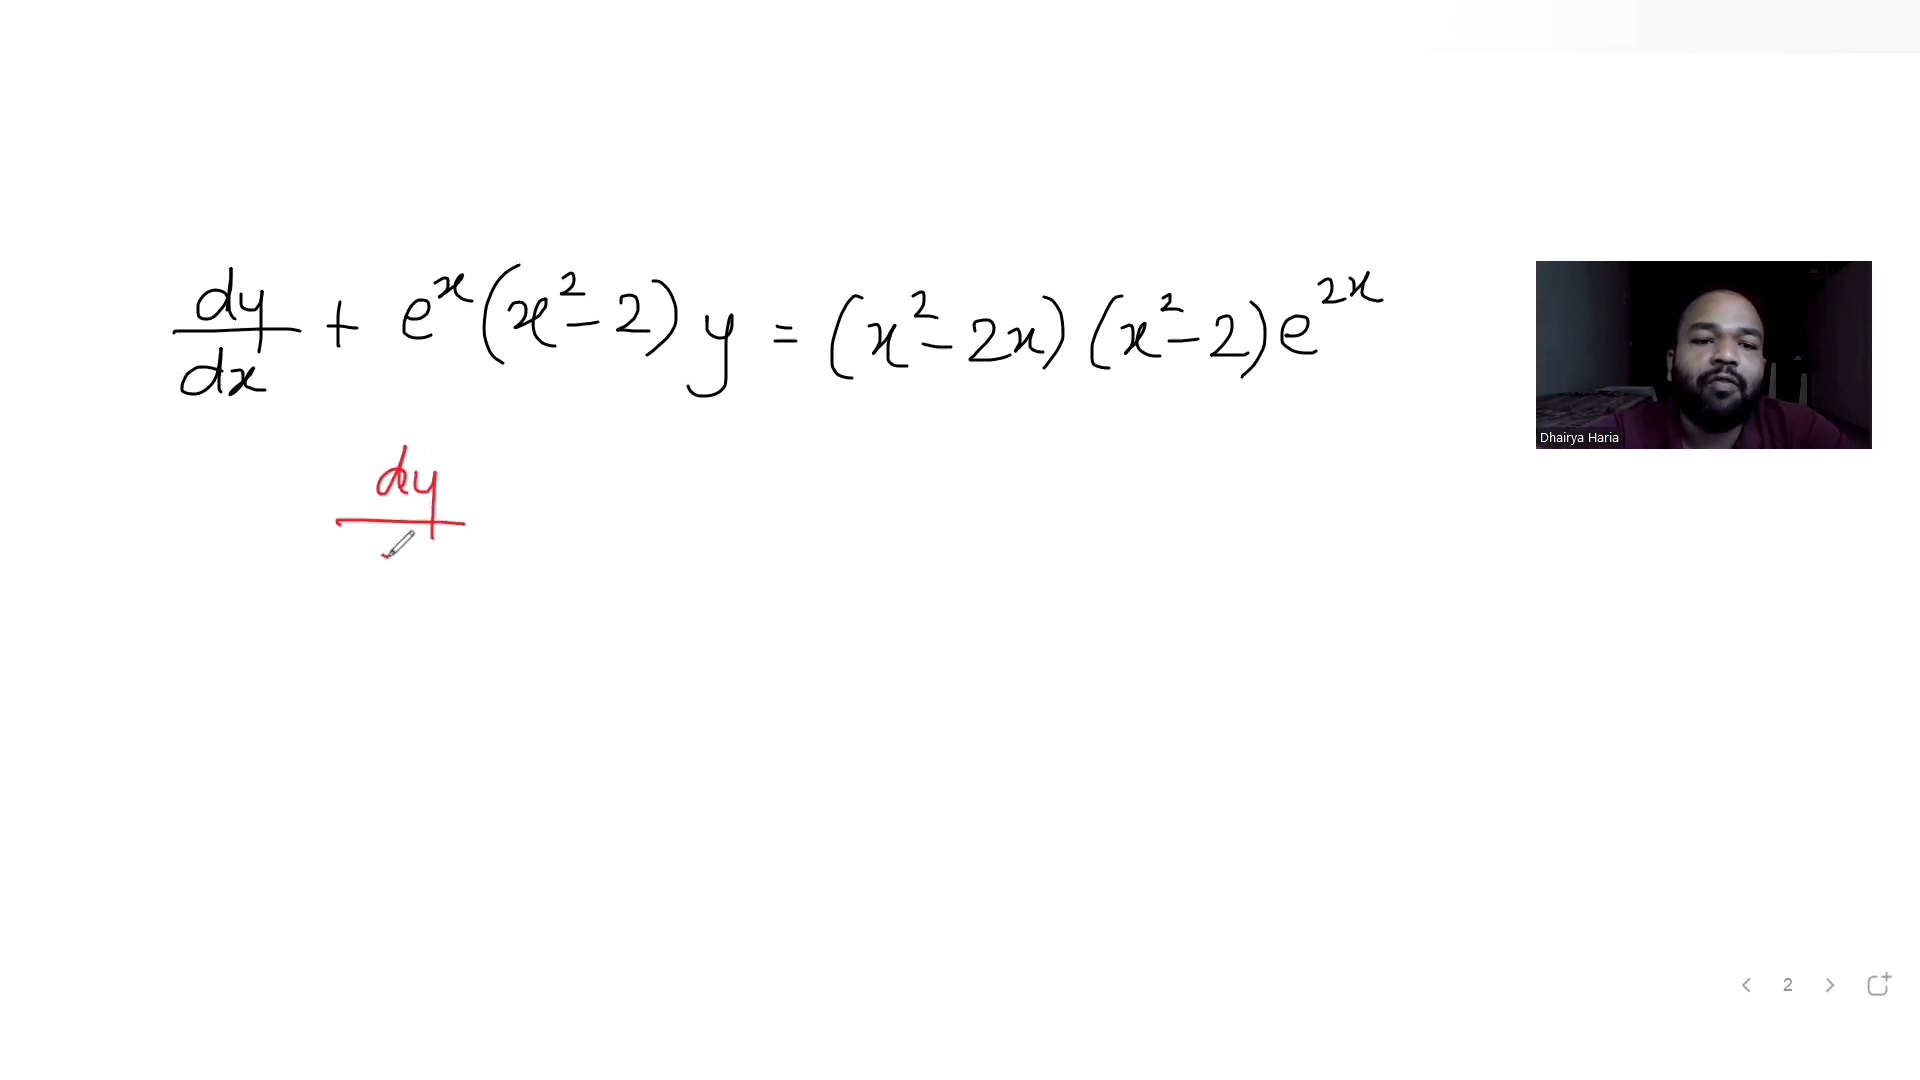 dy/dx + e^x (x^2 - 2) y = (x^2 - 2x) (x^2 - 2) e^2x
Dhairya Haria
dy
2